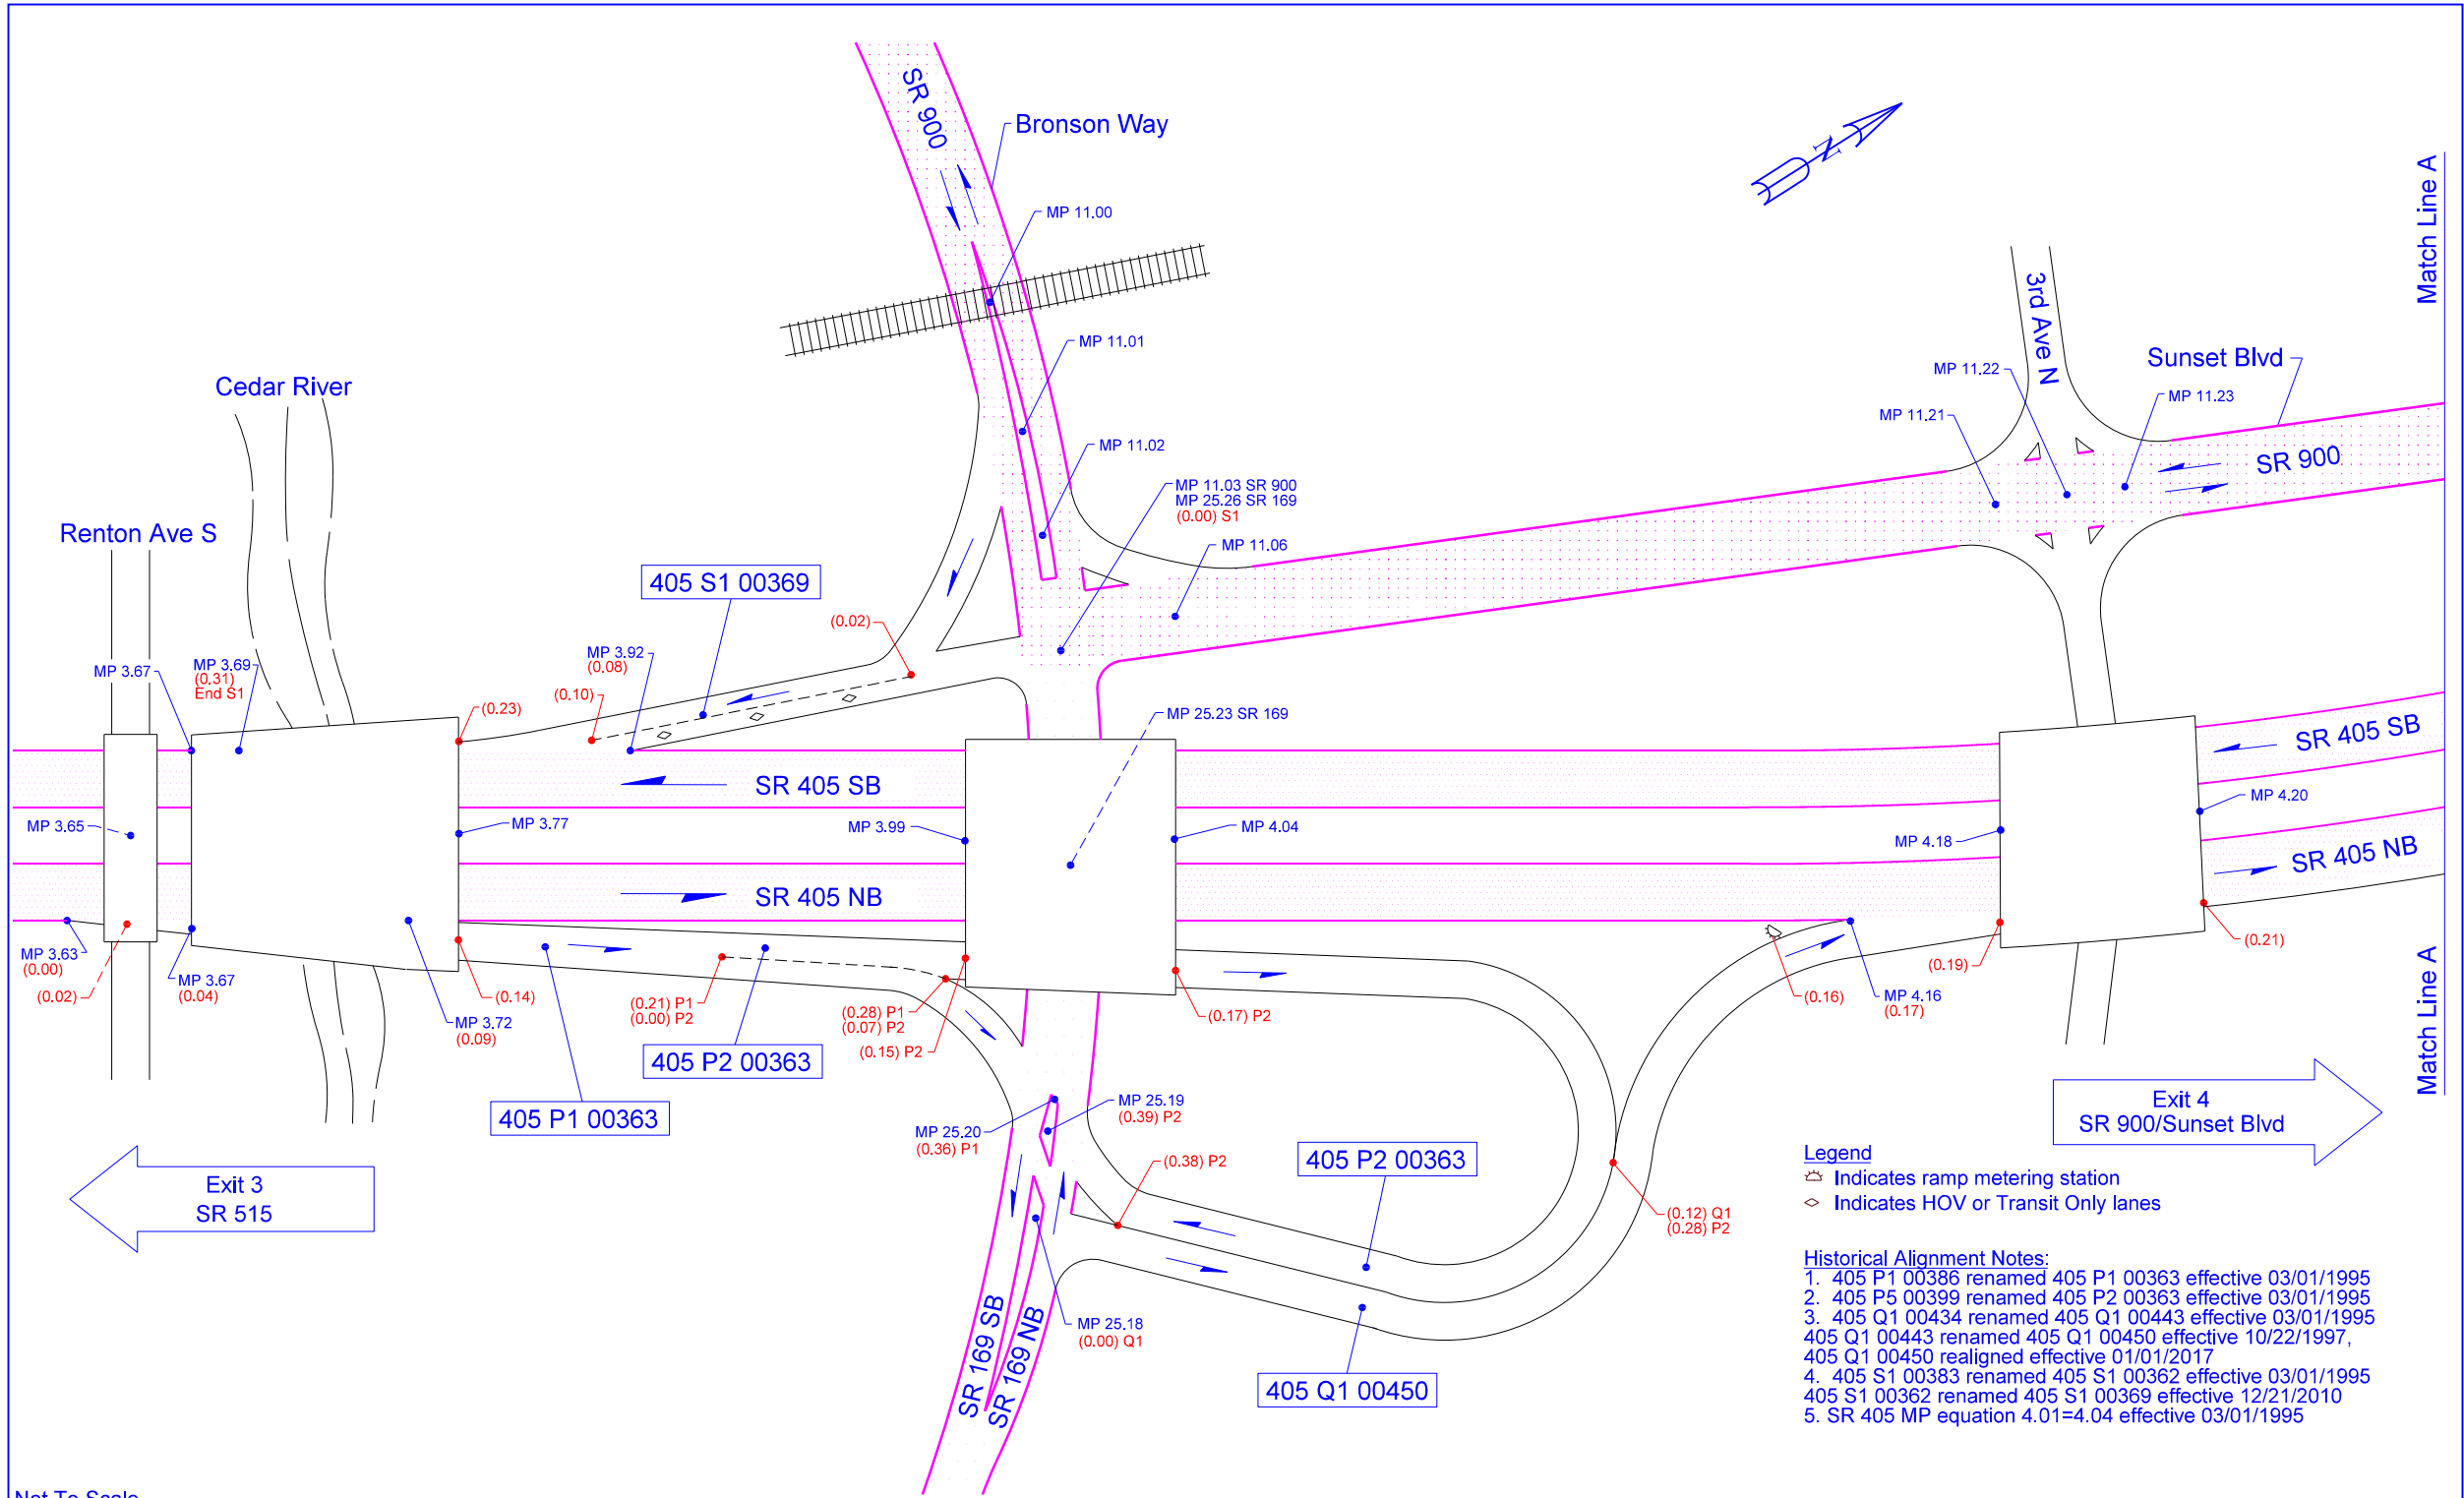 SR 900
Bronson Way
N
MP 11.00
Match Line A
MP 11.01
3rd Ave N
Sunset Blvd
MP 11.22
MP 11.23
MP 11.21
Cedar River
MP 11.02
SR 900
MP 11.03 SR 900
MP 25.26 SR 169
(0.00) S1
MP 11.06
Renton Ave S
405 S1 00369
(0.02)
MP 3.92
(0.08)
MP 3.67
MP 3.69
(0.31)
End S1
(0.10)
(0.23)
MP 25.23 SR 169
SR 405 SB
SR 405 SB
MP 3.65
MP 3.77
MP 3.99
MP 4.04
MP 4.18
MP 4.20
SR 405 NB
SR 405 NB
MP 3.63
(0.00)
(0.02)
MP 3.67
(0.04)
(0.14)
MP 3.72
(0.09)
(0.21) P1
(0.00) P2
(0.28) P1
(0.07) P2
(0.15) P2
(0.17) P2
(0.16)
MP 4.16
(0.17)
(0.19)
(0.21)
Match Line A
405 P2 00363
405 P1 00363
MP 25.20
(0.36) P1
MP 25.19
(0.39) P2
(0.38) P2
405 P2 00363
(0.12) Q1
(0.28) P2
Exit 4
SR 900/Sunset Blvd
Exit 3
SR 515
SR 169 SB
SR 169 NB
MP 25.18
(0.00) Q1
405 Q1 00450
Legend
Indicates ramp metering station
Indicates HOV or Transit Only lanes
Historical Alignment Notes:
1. 405 P1 00386 renamed 405 P1 00363 effective 03/01/1995
2. 405 P5 00399 renamed 405 P2 00363 effective 03/01/1995
3. 405 Q1 00434 renamed 405 Q1 00443 effective 03/01/1995
405 Q1 00443 renamed 405 Q1 00450 effective 10/22/1997,
405 Q1 00450 realigned effective 01/01/2017
4. 405 S1 00383 renamed 405 S1 00362 effective 03/01/1995
405 S1 00362 renamed 405 S1 00369 effective 12/21/2010
5. SR 405 MP equation 4.01=4.04 effective 03/01/1995
Not To Scale